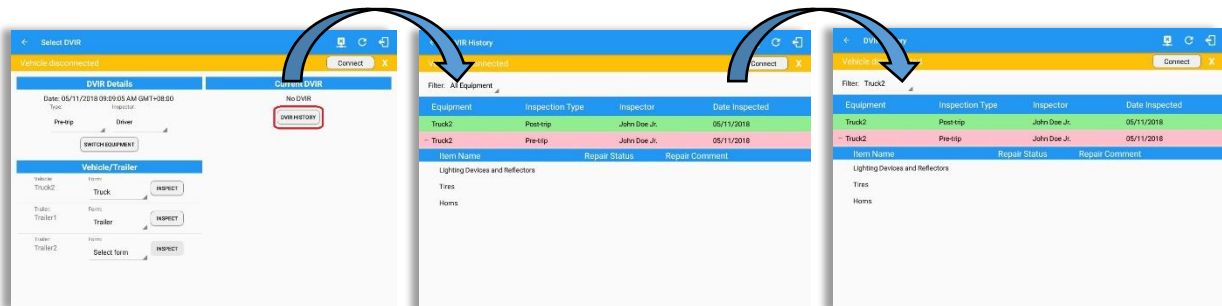 Select DVIR
Vehicle disconnected
Connect X
DVIR Details
Date: 05/11/2018 09:09:05 AM GMT+08:00
Type: Inspector:
Pre-trip Driver
SWITCH EQUIPMENT
Vehicle/Trailer
Vehicle: Form:
Truck2 Truck INSPECT
Trailer: Form:
Trailer1 Trailer INSPECT
Trailer: Form:
Trailer2 Select form INSPECT
Current DVIR
No DVIR
DVIR HISTORY
History
Connect X
Filter: All Equipment
Equipment Inspection Type Inspector Date Inspected
Truck2 Post-trip John Doe Jr. 05/11/2018
- Truck2 Pre-trip John Doe Jr. 05/11/2018
Item Name Repair Status Repair Comment
Lighting Devices and Reflectors
Tires
Horns
Vehicle
Connect X
Filter: Truck2
Equipment Inspection Type Inspector Date Inspected
Truck2 Post-trip John Doe Jr. 05/11/2018
- Truck2 Pre-trip John Doe Jr. 05/11/2018
Item Name Repair Status Repair Comment
Lighting Devices and Reflectors
Tires
Horns